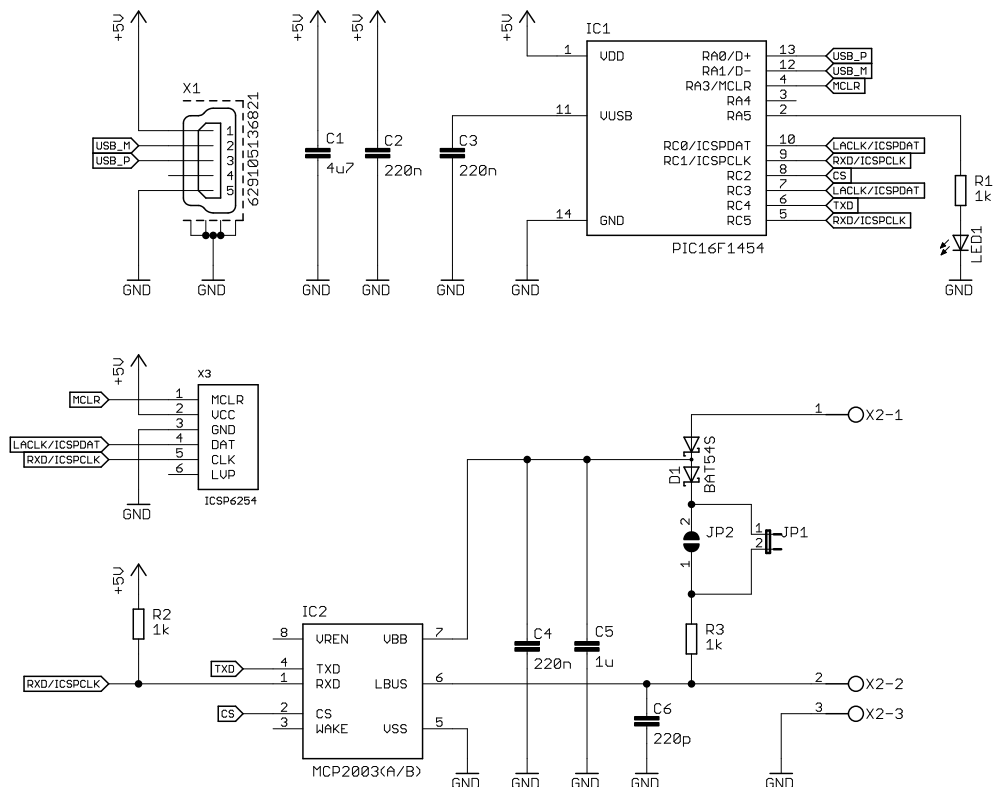 +5V
+5V
+5V
+5V
IC1
1
VDD
RA0/D+
13
USB_P
RA1/D-
12
USB_M
RA3/MCLR
4
MCLR
RA4
3
11
VUSB
RA5
2
RC0/ICSPDAT
10
LACLK/ICSPDAT
RC1/ICSPCLK
9
RXD/ICSPCLK
RC2
8
CS
RC3
7
LACLK/ICSPDAT
RC4
6
TXD
14
GND
RC5
5
RXD/ICSPCLK
PIC16F1454
X1
629105136821
1
USB_M
2
USB_P
3
4
5
C1
4u7
C2
220n
C3
220n
R1
1k
LED1
GND
GND
GND
GND
GND
GND
GND
+5V
X3
MCLR
1
MCLR
2
VCC
3
GND
LACLK/ICSPDAT
4
DAT
RXD/ICSPCLK
5
CLK
6
LVP
ICSP6254
GND
1
X2-1
D1
BAT54S
2
JP2
1
1
JP1
2
+5V
R2
1k
IC2
8
VREN
VBB
7
TXD
4
TXD
RXD/ICSPCLK
1
RXD
LBUS
6
CS
2
CS
3
WAKE
VSS
5
MCP2003(A/B)
C4
220n
C5
1u
R3
1k
2
X2-2
C6
220p
3
X2-3
GND
GND
GND
GND
GND